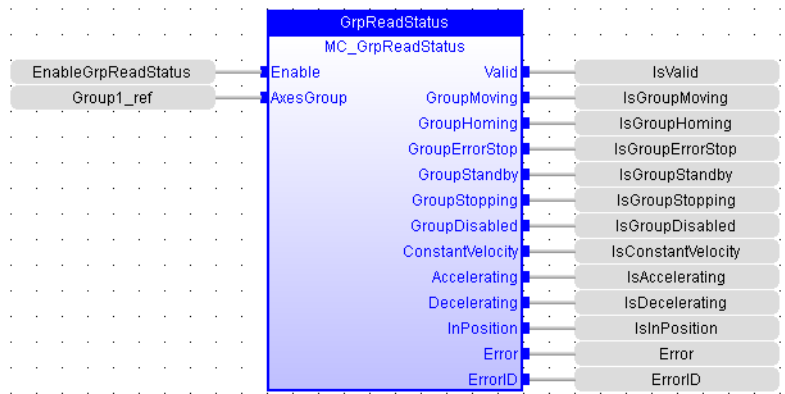 GrpReadStatus
MC_GrpReadStatus
EnableGrpReadStatus Enable Valid IsValid
Group1_ref AxesGroup GroupMoving IsGroupMoving
GroupHoming IsGroupHoming
GroupErrorStop IsGroupErrorStop
GroupStandby IsGroupStandby
GroupStopping IsGroupStopping
GroupDisabled IsGroupDisabled
ConstantVelocity IsConstantVelocity
Accelerating IsAccelerating
Decelerating IsDecelerating
InPosition IsInPosition
Error Error
ErrorID ErrorID